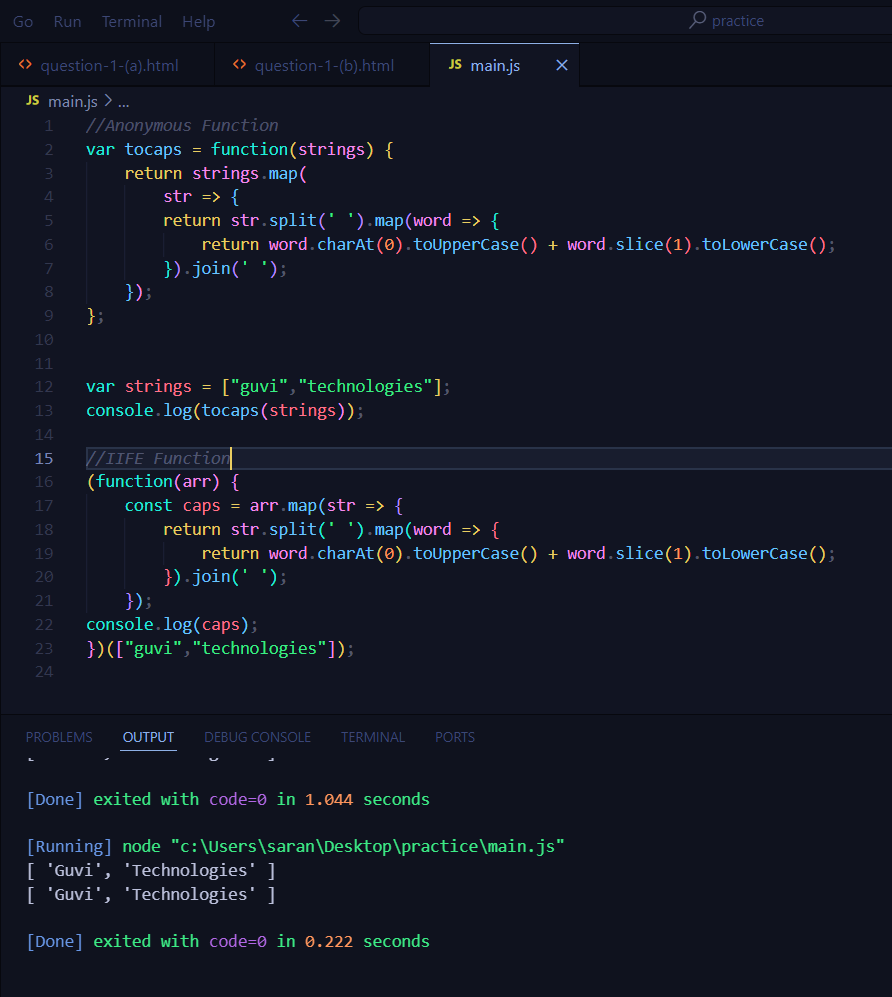 Go Run Terminal Help ← → practice
<> question-1-(a).html <> question-1-(b).html JS main.js ×
JS main.js > ...
1 //Anonymous Function
2 var tocaps = function(strings) {
3     return strings.map(
4         str => {
5         return str.split(' ').map(word => {
6             return word.charAt(0).toUpperCase() + word.slice(1).toLowerCase();
7         }).join(' ');
8     });
9 };
10
11
12 var strings = ["guvi","technologies"];
13 console.log(tocaps(strings));
14
15 //IIFE Function
16 (function(arr) {
17     const caps = arr.map(str => {
18         return str.split(' ').map(word => {
19             return word.charAt(0).toUpperCase() + word.slice(1).toLowerCase();
20         }).join(' ');
21     });
22 console.log(caps);
23 })(["guvi","technologies"]);
24
PROBLEMS OUTPUT DEBUG CONSOLE TERMINAL PORTS
[Done] exited with code=0 in 1.044 seconds
[Running] node "c:\Users\saran\Desktop\practice\main.js"
[ 'Guvi', 'Technologies' ]
[ 'Guvi', 'Technologies' ]
[Done] exited with code=0 in 0.222 seconds